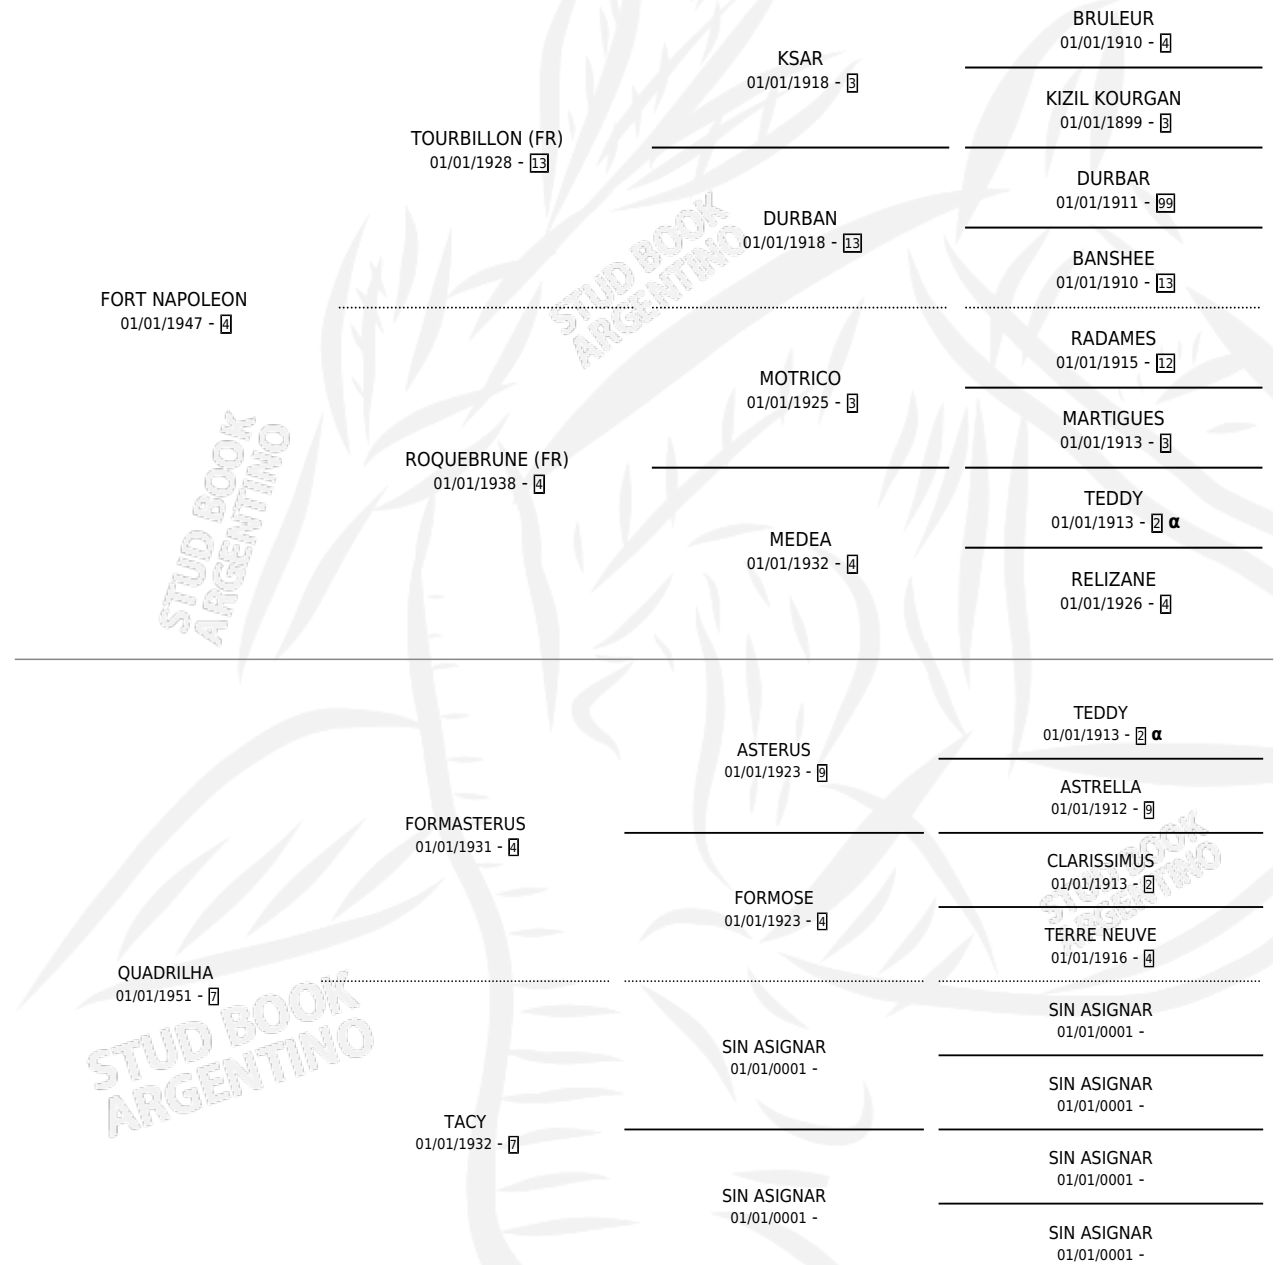 BRULEUR
01/01/1910 - 4
KSAR
01/01/1918 - 3
KIZIL KOURGAN
01/01/1899 - 3
TOURBILLON (FR)
01/01/1928 - 13
DURBAR
01/01/1911 - 99
DURBAN
01/01/1918 - 13
BANSHEE
01/01/1910 - 13
FORT NAPOLEON
01/01/1947 - 4
RADAMES
01/01/1915 - 12
MOTRICO
01/01/1925 - 3
MARTIGUES
01/01/1913 - 3
ROQUEBRUNE (FR)
01/01/1938 - 4
TEDDY
01/01/1913 - 2 α
MEDEA
01/01/1932 - 4
RELIZANE
01/01/1926 - 4
STUD BOOK
ARGENTINO
STUD BOOK
ARGENTINO
TEDDY
01/01/1913 - 2 α
ASTERUS
01/01/1923 - 9
ASTRELLA
01/01/1912 - 9
FORMASTERUS
01/01/1931 - 4
CLARISSIMUS
01/01/1913 - 2
FORMOSE
01/01/1923 - 4
TERRE NEUVE
01/01/1916 - 4
QUADRILHA
01/01/1951 - 7
SIN ASIGNAR
01/01/0001 -
SIN ASIGNAR
01/01/0001 -
SIN ASIGNAR
01/01/0001 -
TACY
01/01/1932 - 7
SIN ASIGNAR
01/01/0001 -
SIN ASIGNAR
01/01/0001 -
SIN ASIGNAR
01/01/0001 -
STUD BOOK
ARGENTINO
STUD BOOK
ARGENTINO